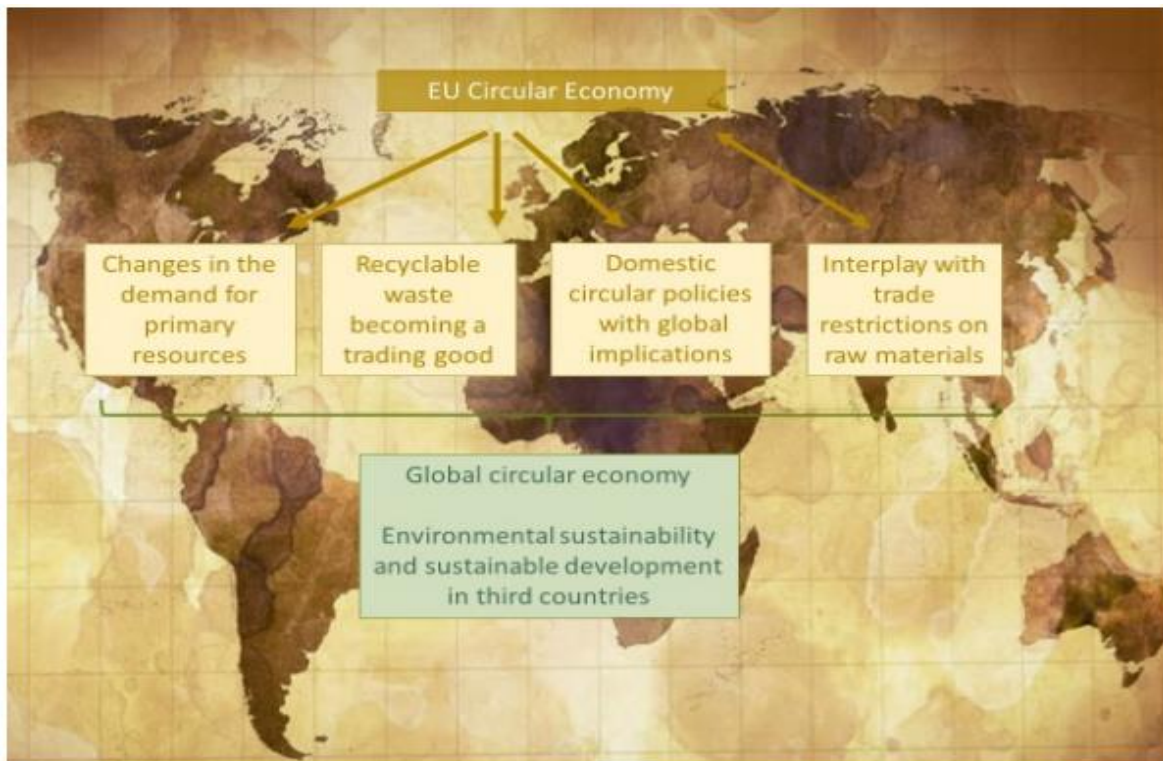 EU Circular Economy
Changes in the
demand for
primary
resources
Recyclable
waste
becoming a
trading good
Domestic
circular policies
with global
implications
Interplay with
trade
restrictions on
raw materials
Global circular economy
Environmental sustainability
and sustainable development
in third countries